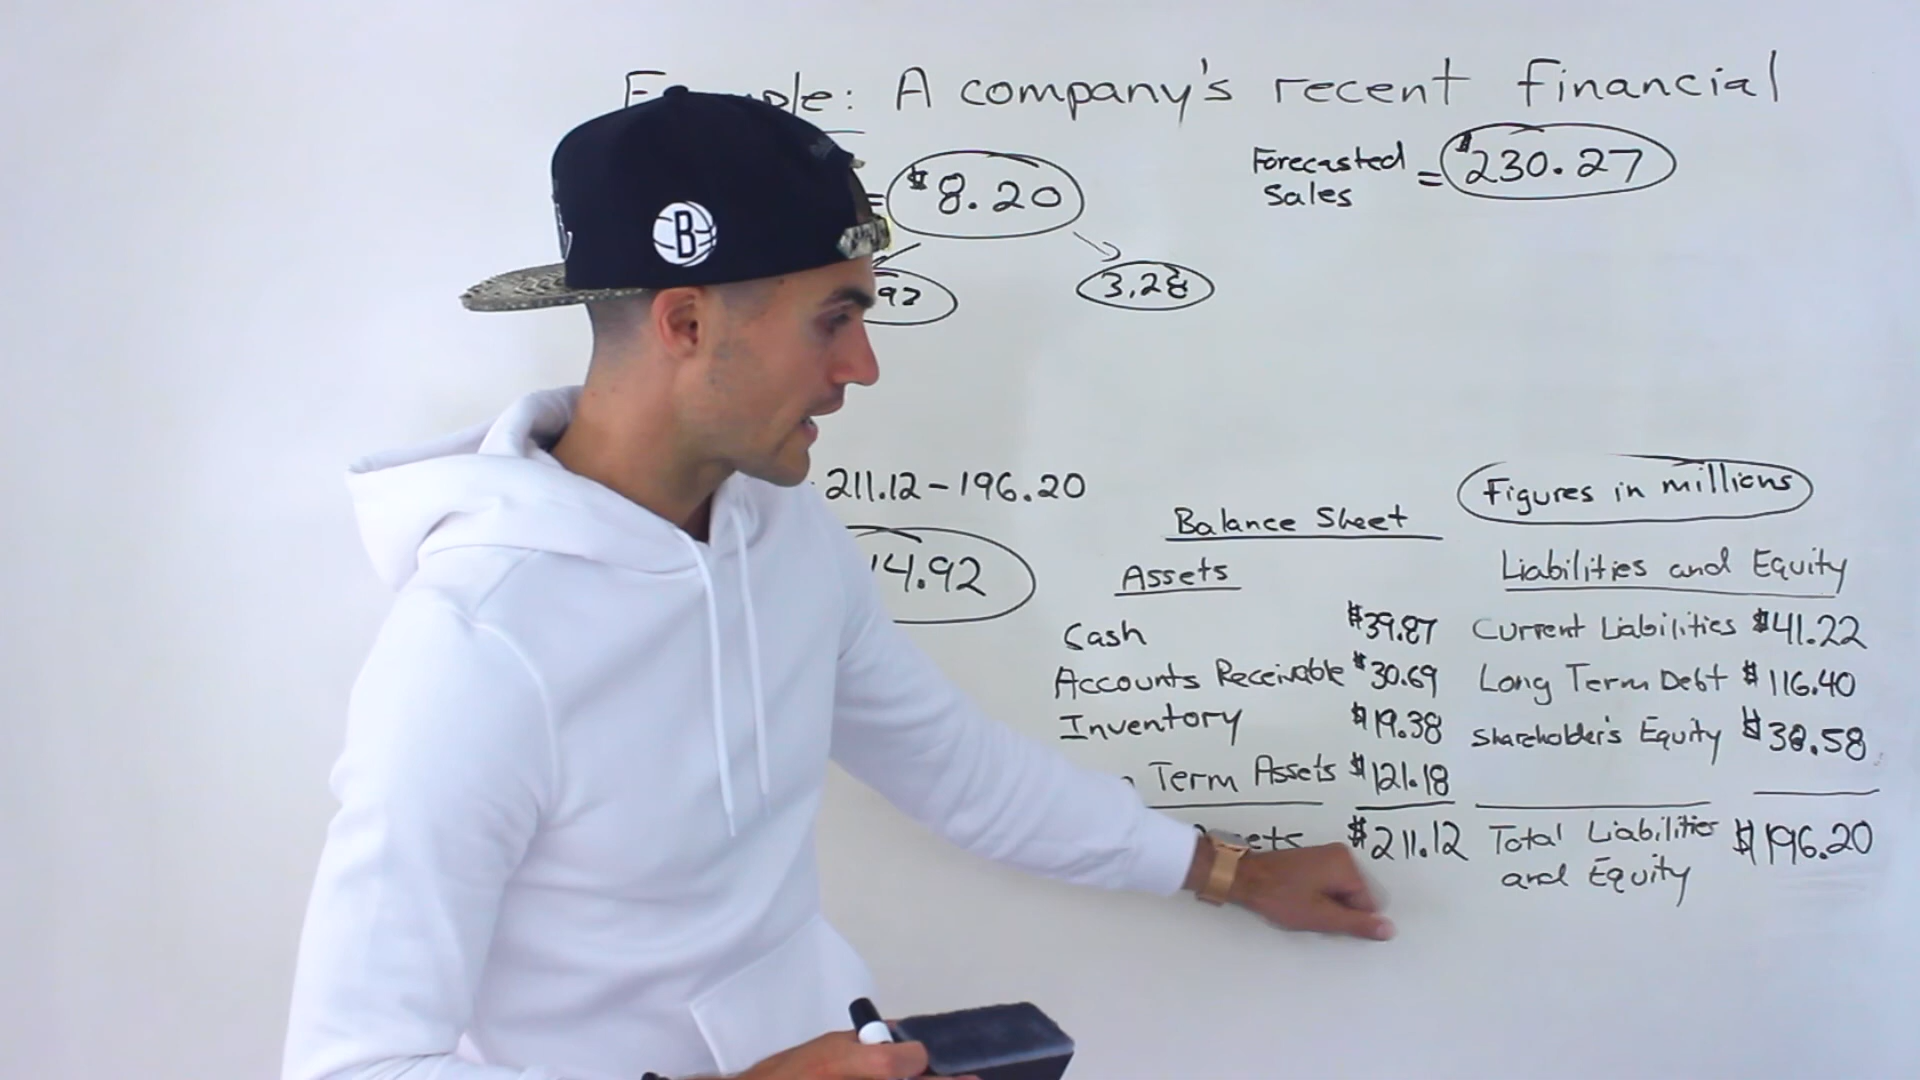 : A company's recent financial
Forecasted Sales = $230.27
= $8.20
92
3.28
211.12 - 196.20
14.92
Figures in millions
Balance Sheet
Assets
Liabilities and Equity
Cash $39.87 Current Liabilities $41.22
Accounts Receivable $30.69 Long Term Debt $116.40
Inventory $19.38 Shareholder's Equity $38.58
Term Assets $121.18
$211.12 Total Liabilities and Equity $196.20
B